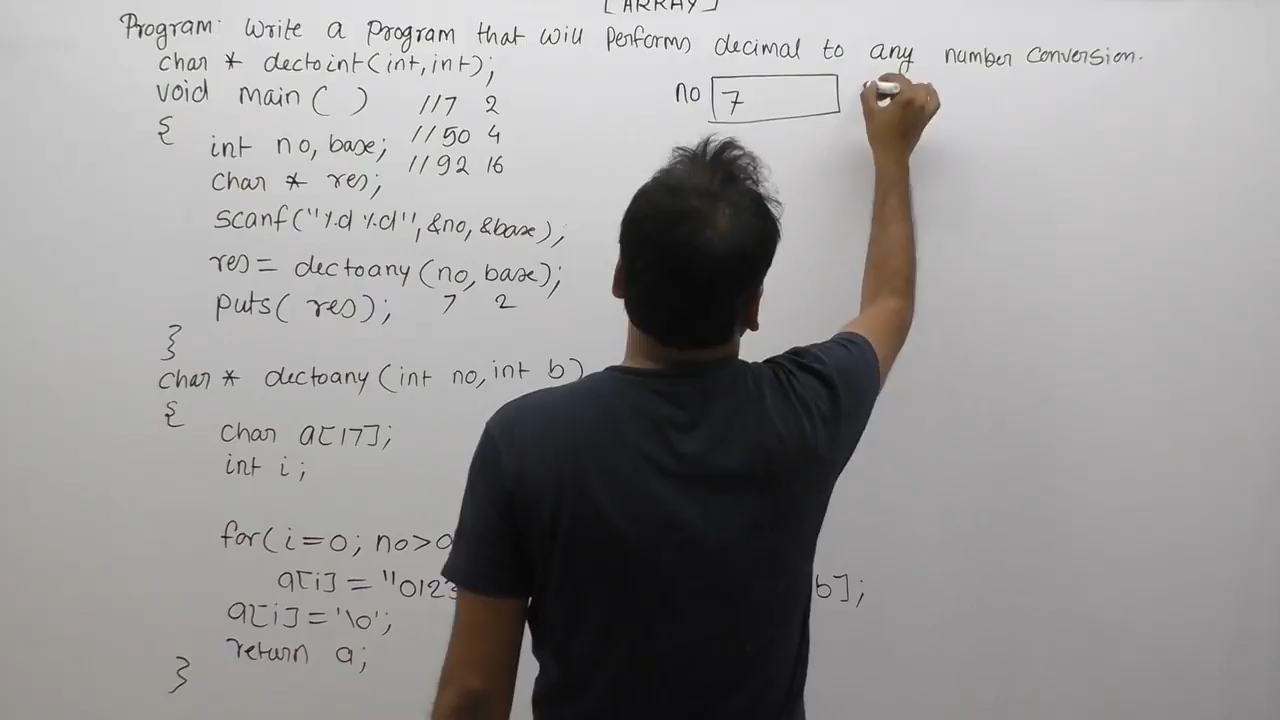 [ARRAY]
Program: Write a Program that will Performs decimal to any number conversion.
char * dectoint(int,int);
void main( )
{
//7 2
//50 4
//92 16
int no, base;
char * res;
scanf("%d %d",&no,&base);
res= dectoany(no,base);
7 2
puts( res);
}
char* dectoany(int no,int b)
{
char a[17];
int i;
for(i=0; no>0
a[i] = "0123 b];
a[i]='\0';
return a;
}
no 7